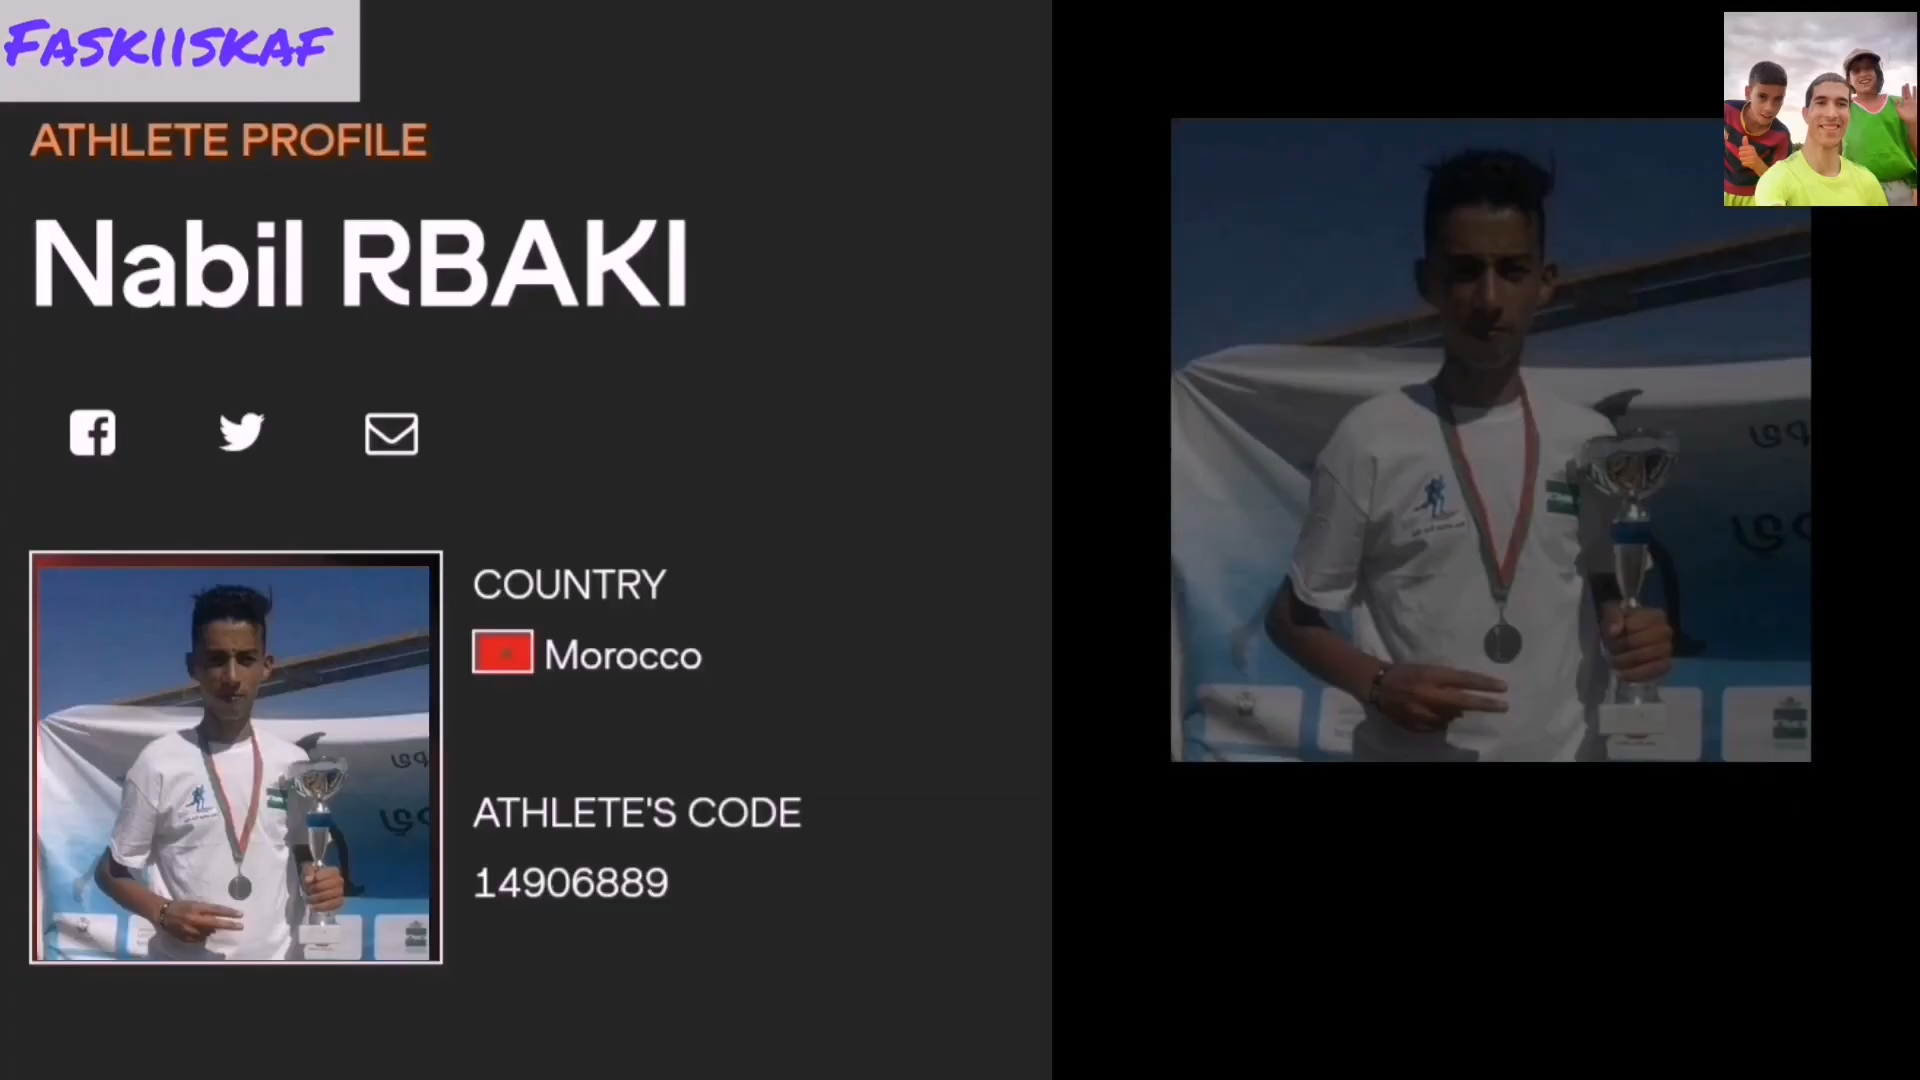 FASKIISKAF
ATHLETE PROFILE
Nabil RBAKI
COUNTRY
Morocco
ATHLETE'S CODE
14906889